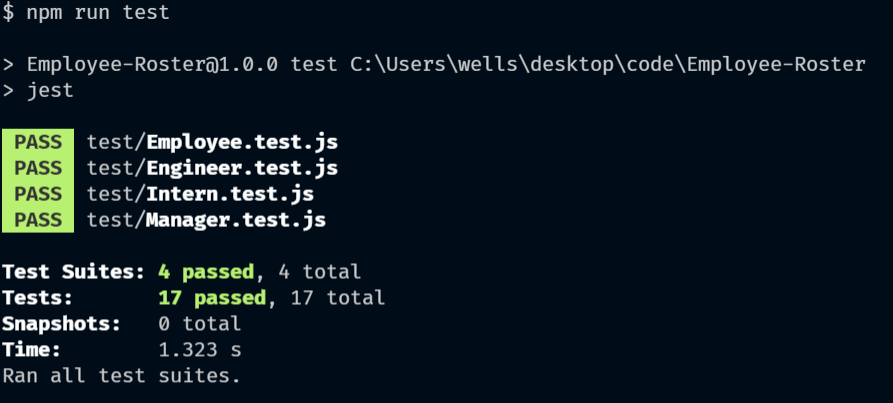 $ npm run test
> Employee-Roster@1.0.0 test C:\Users\wells\desktop\code\Employee-Roster
> jest
PASS test/Employee.test.js
PASS test/Engineer.test.js
PASS test/Intern.test.js
PASS test/Manager.test.js
Test Suites: 4 passed, 4 total
Tests: 17 passed, 17 total
Snapshots: 0 total
Time: 1.323 s
Ran all test suites.